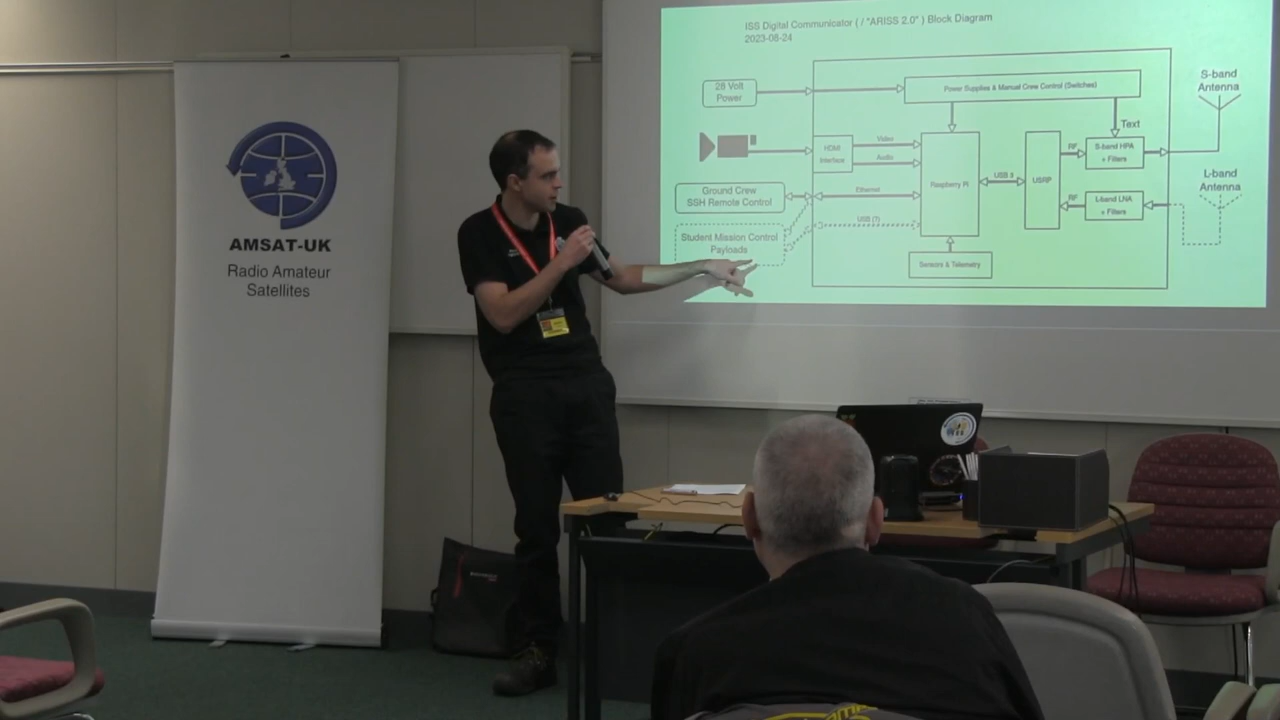 AMSAT-UK
Radio Amateur
Satellites
ISS Digital Communicator ( / "ARISS 2.0" ) Block Diagram
2023-08-24
28 Volt
Power
Power Supplies & Manual Crew Control (Switches)
S-band
Antenna
Text
HDMI
Interface
Video
Audio
Raspberry Pi
USB 3
USRP
RF
S-band HPA
+ Filters
Ground Crew
SSH Remote Control
Ethernet
L-band
Antenna
RF
L-band LNA
+ Filters
Student Mission Control
Payloads
USB (?)
Sensors & Telemetry